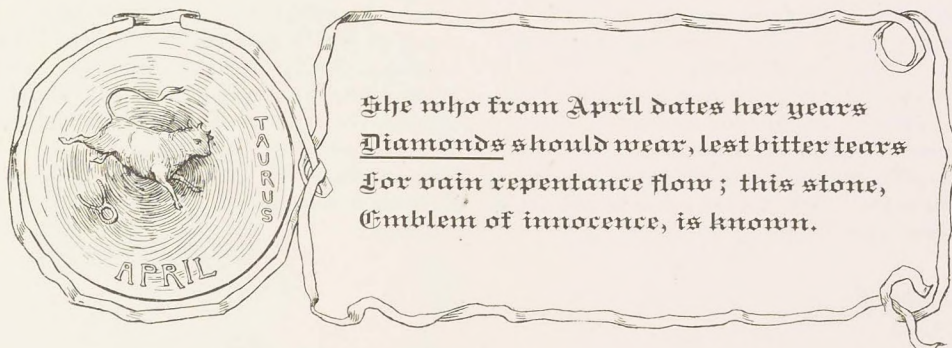 TAURUS
APRIL
She who from April dates her years
Diamonds should wear, lest bitter tears
For vain repentance flow; this stone,
Emblem of innocence, is known.